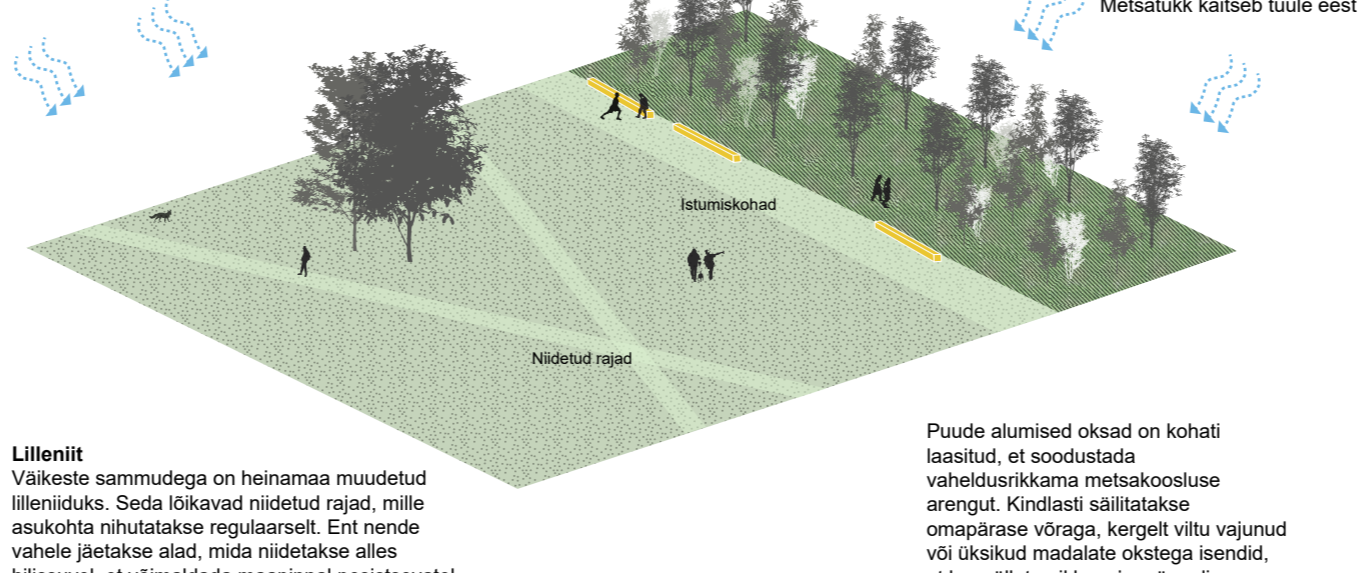 Metsatukk kaitseb tuule eest
Istumiskohad
Niidetud rajad
Lilleniit
Väikeste sammudega on heinamaa muudetud
lilleniiduks. Seda lõikavad niidetud rajad, mille
asukohta nihutatakse regulaarselt. Ent nende
vahele jäetakse alad, mida niidetakse alles
Puude alumised oksad on kohati
laasitud, et soodustada
vaheldusrikkama metsakoosluse
arengut. Kindlasti säilitatakse
omapärase võraga, kergelt viltu vajunud
või üksikud madalate okstega isendid,